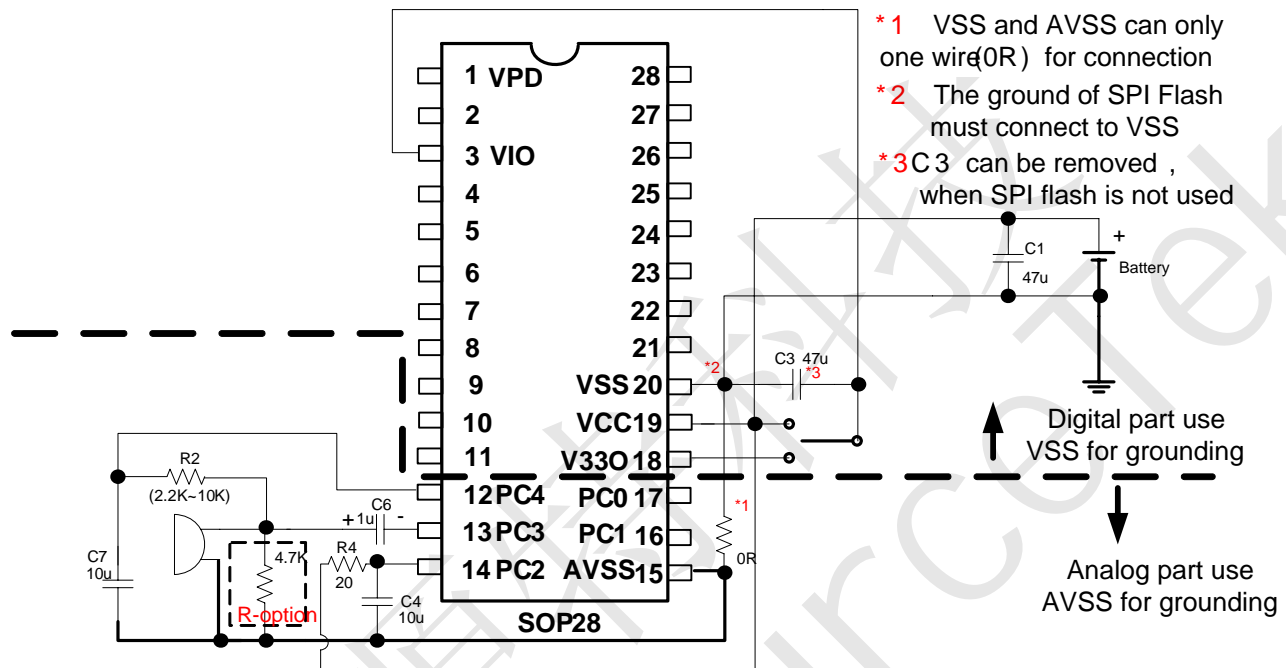 *1 VSS and AVSS can only
one wire(0R) for connection
*2 The ground of SPI Flash
must connect to VSS
*3 C3 can be removed ,
when SPI flash is not used
1 VPD
2
3 VIO
4
5
6
7
8
9
10
11
12 PC4
13 PC3
14 PC2
28
27
26
25
24
23
22
21
VSS 20
VCC 19
V33O 18
PC0 17
PC1 16
AVSS 15
SOP28
C1
47u
+
Battery
*2
C3 47u
*3
Digital part use
VSS for grounding
*1
0R
Analog part use
AVSS for grounding
R2
(2.2K~10K)
C6
+ 1u -
C7
10u
4.7K
R-option
R4
20
C4
10u
科技
urceTek